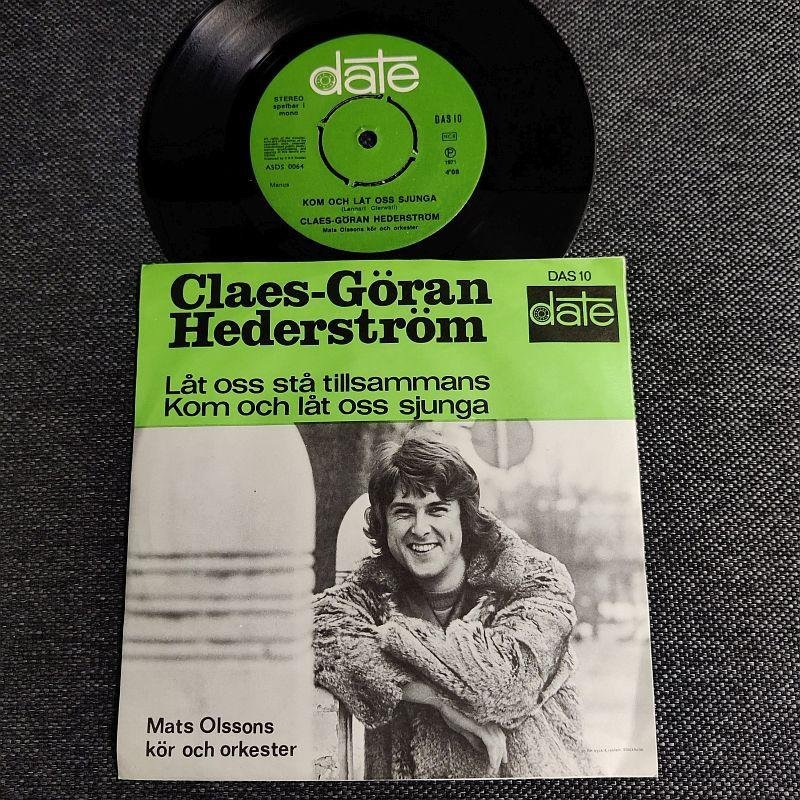 date
STEREO
spelbar i
mono
DAS 10
NCB
ASDS 0064
P
1971
4'08
Manus
KOM OCH LÅT OSS SJUNGA
(Lennart Clerwall)
CLAES-GÖRAN HEDERSTRÖM
Mats Olssons kör och orkester
Claes-Göran
Hederström
DAS 10
date
Låt oss stå tillsammans
Kom och låt oss sjunga
Mats Olssons
kör och orkester